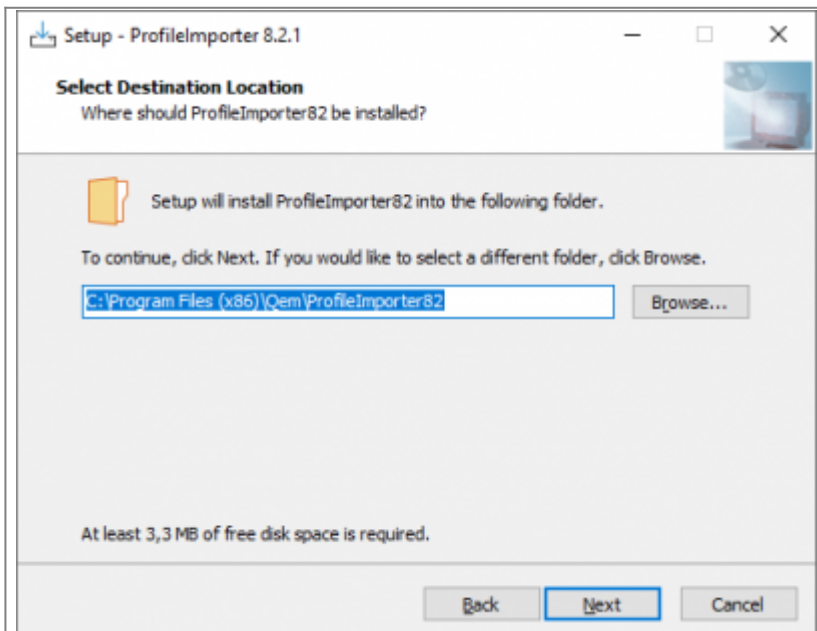 Setup - ProfileImporter 8.2.1
Select Destination Location
Where should ProfileImporter82 be installed?
Setup will install ProfileImporter82 into the following folder.
To continue, click Next. If you would like to select a different folder, click Browse.
C:\Program Files (x86)\Qem\ProfileImporter82
Browse...
At least 3,3 MB of free disk space is required.
Back
Next
Cancel